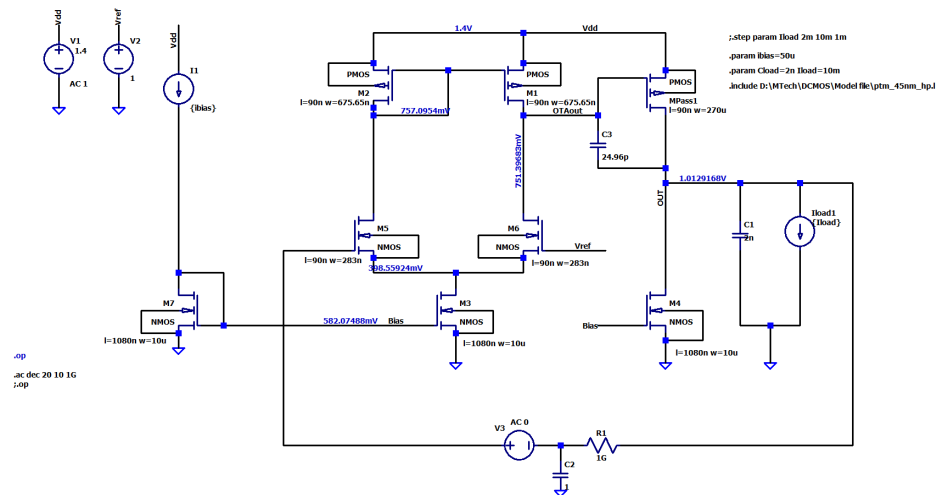 1.4V
Vdd
Vref
Vdd
Vdd
V1
1.4
AC 1
V2
1
I1
{ibias}
PMOS
M2
l=90n w=675.65n
PMOS
M1
l=90n w=675.65n
PMOS
MPass1
l=90n w=270u
;.step param Iload 2m 10m 1m
.param ibias=50u
.param Cload=2n Iload=10m
.include D:\MTech\DCMOS\Model file\ptm_45nm_hp.l
757.0954mV
OTAout
751.39683mV
C3
24.96p
1.0129168V
OUT
C1
2n
Iload1
{Iload}
M5
NMOS
l=90n w=283n
M6
NMOS
l=90n w=283n
Vref
398.55924mV
M7
NMOS
l=1080n w=10u
582.07488mV
Bias
M3
NMOS
l=1080n w=10u
Bias
M4
NMOS
l=1080n w=10u
.op
.ac dec 20 10 1G
;.op
V3
AC 0
R1
1G
C2
1